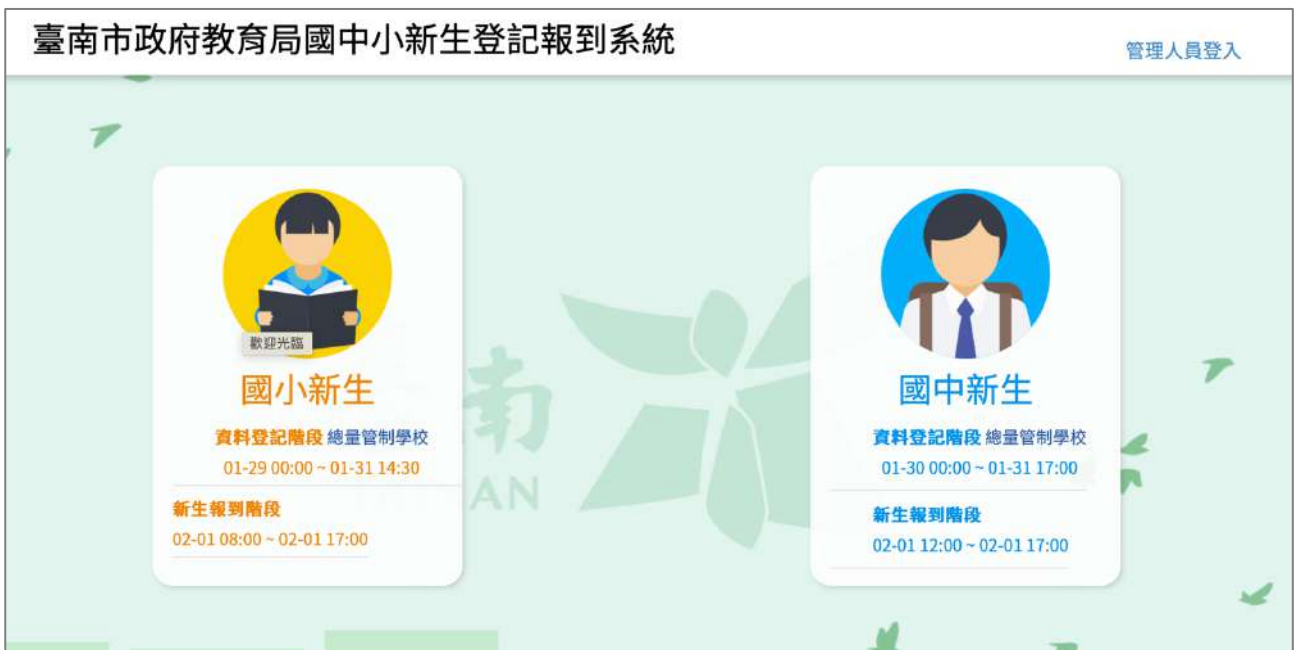 臺南市政府教育局國中小新生登記報到系統
管理人員登入
歡迎光臨
國小新生
資料登記階段 總量管制學校
01-29 00:00 ~ 01-31 14:30
新生報到階段
02-01 08:00 ~ 02-01 17:00
南
AN
國中新生
資料登記階段 總量管制學校
01-30 00:00 ~ 01-31 17:00
新生報到階段
02-01 12:00 ~ 02-01 17:00